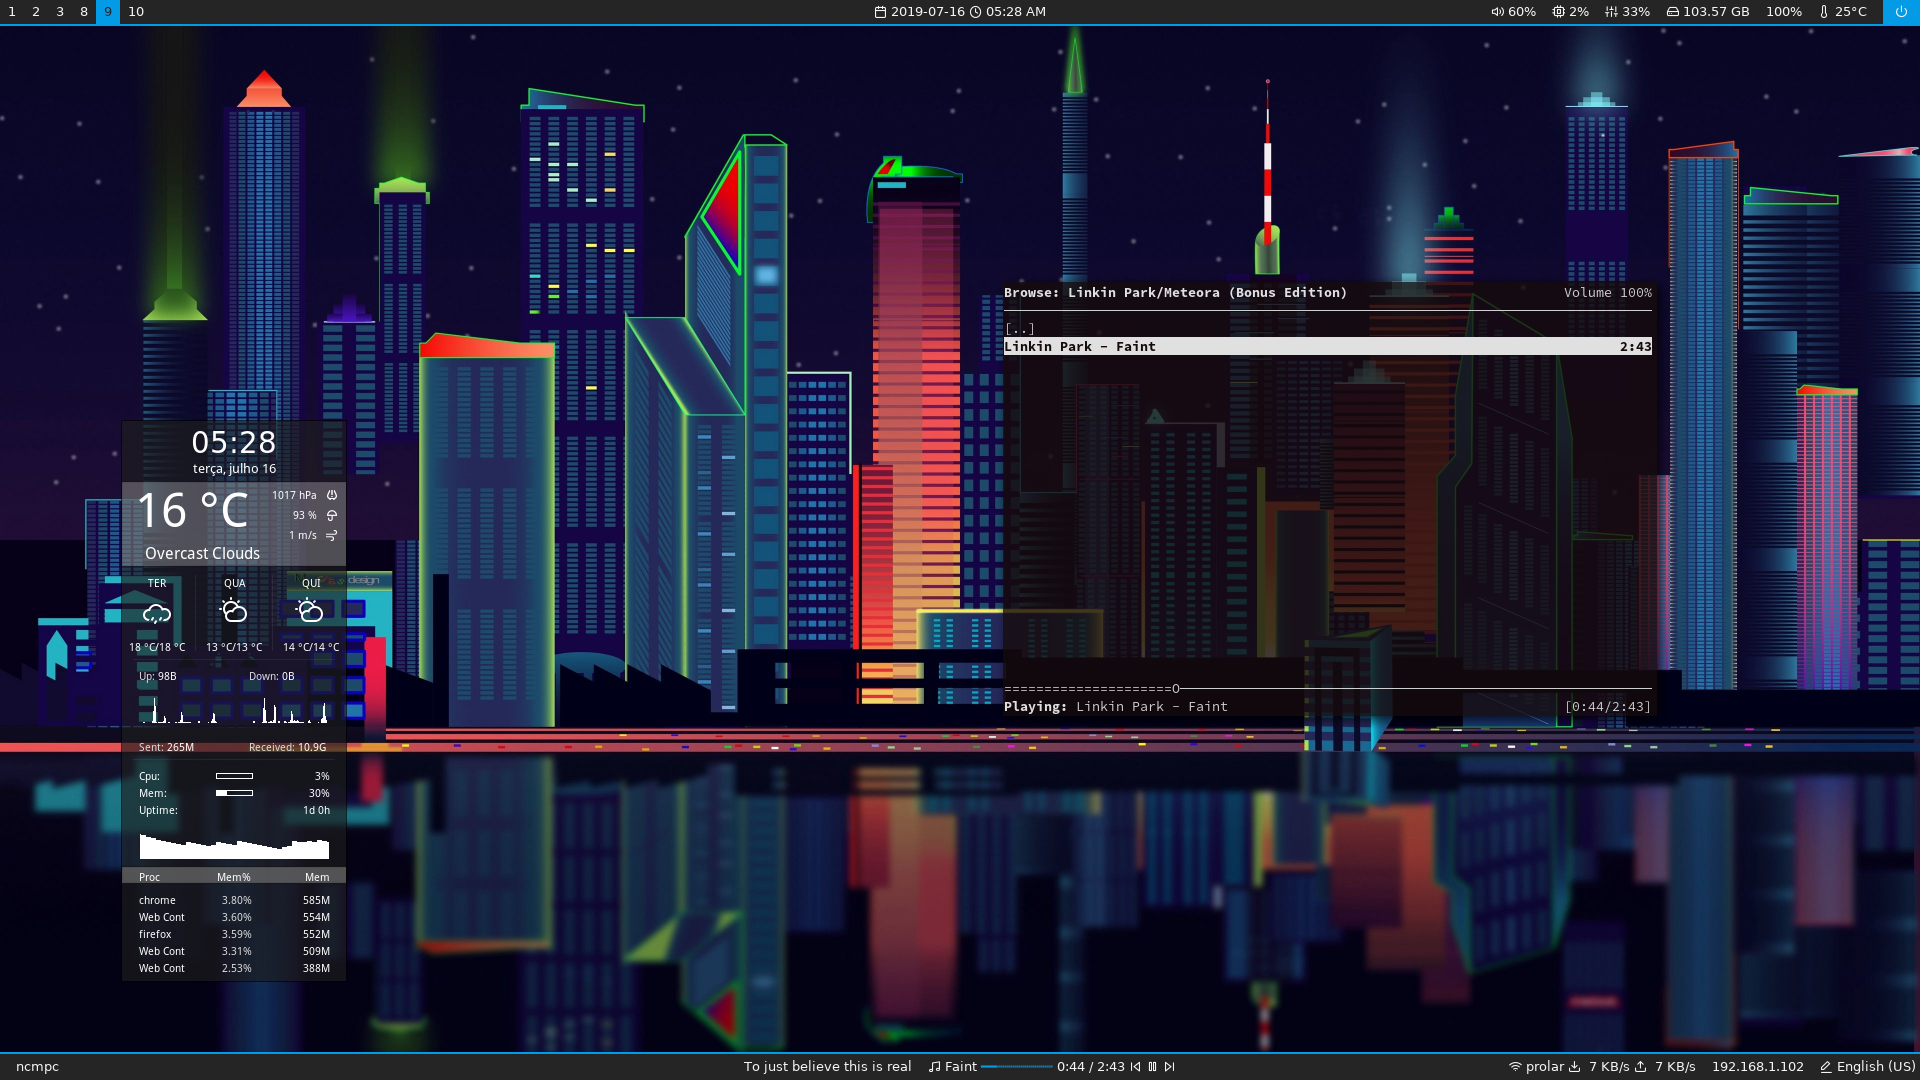 1 2 3 8 9 10
2019-07-16 05:28 AM
60% 2% 33% 103.57 GB 100% 25°C
Browse: Linkin Park/Meteora (Bonus Edition) Volume 100%
[..]
Linkin Park - Faint 2:43
====================O
Playing: Linkin Park - Faint [0:44/2:43]
05:28
terça, julho 16
16 °C
1017 hPa
93 %
1 m/s
Overcast Clouds
TER QUA QUI
design
18 °C/18 °C 13 °C/13 °C 14 °C/14 °C
Up: 98B Down: 0B
Sent: 265M Received: 10.9G
Cpu: 3%
Mem: 30%
Uptime: 1d 0h
Proc Mem% Mem
chrome 3.80% 585M
Web Cont 3.60% 554M
firefox 3.59% 552M
Web Cont 3.31% 509M
Web Cont 2.53% 388M
ncmpc
To just believe this is real Faint 0:44 / 2:43
prolar 7 KB/s 7 KB/s 192.168.1.102 English (US)